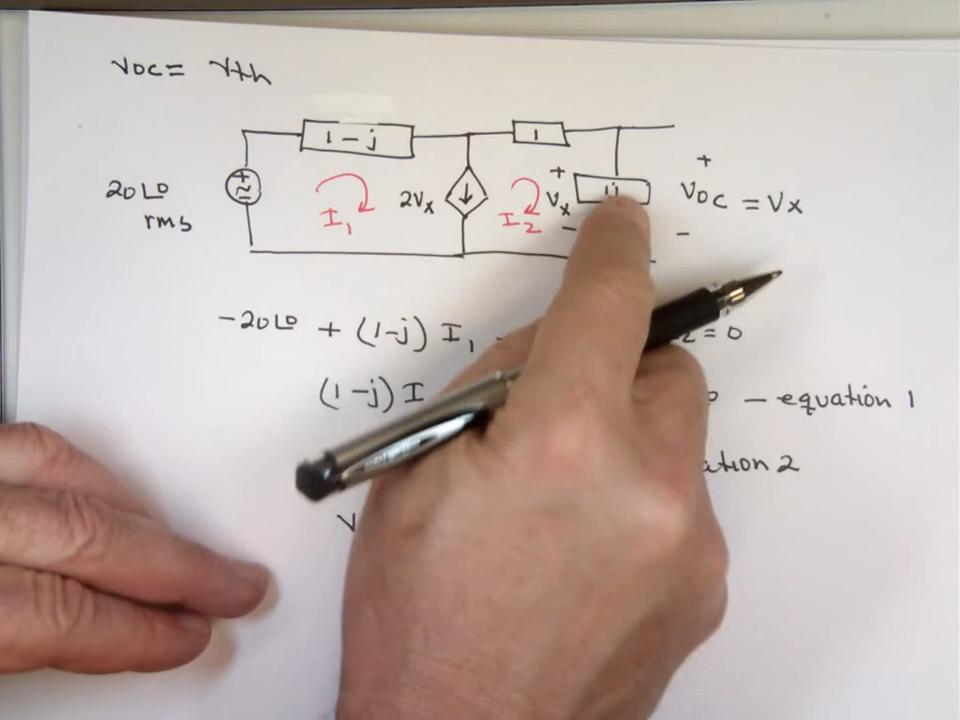 VOC = Vth
1-j
1
20∠0
rms
+
I₁
2Vx
I₂
+
Vx
-
+
VOC = Vx
-
-20∠0 + (1-j) I₁
2 = 0
(1-j) I
- equation 1
ation 2
V